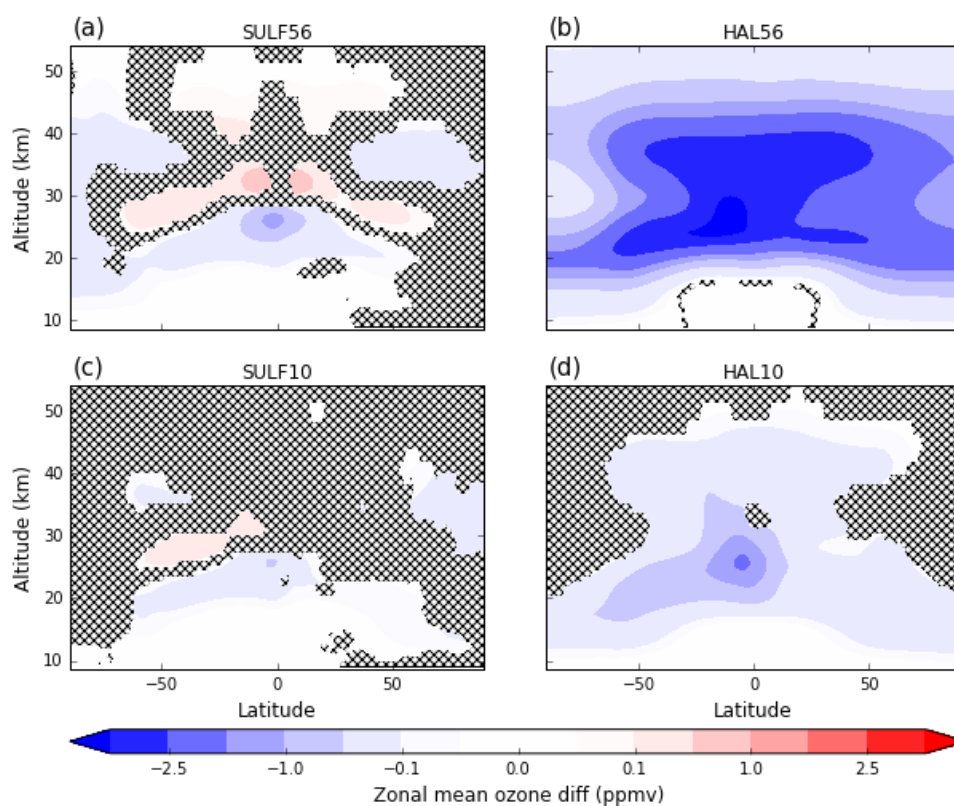 (a) SULF56
(b) HAL56
50
40
30
20
10
Altitude (km)
(c) SULF10
(d) HAL10
50
40
30
20
10
Altitude (km)
−50 0 50
−50 0 50
Latitude
Latitude
−2.5 −1.0 −0.1 0.0 0.1 1.0 2.5
Zonal mean ozone diff (ppmv)